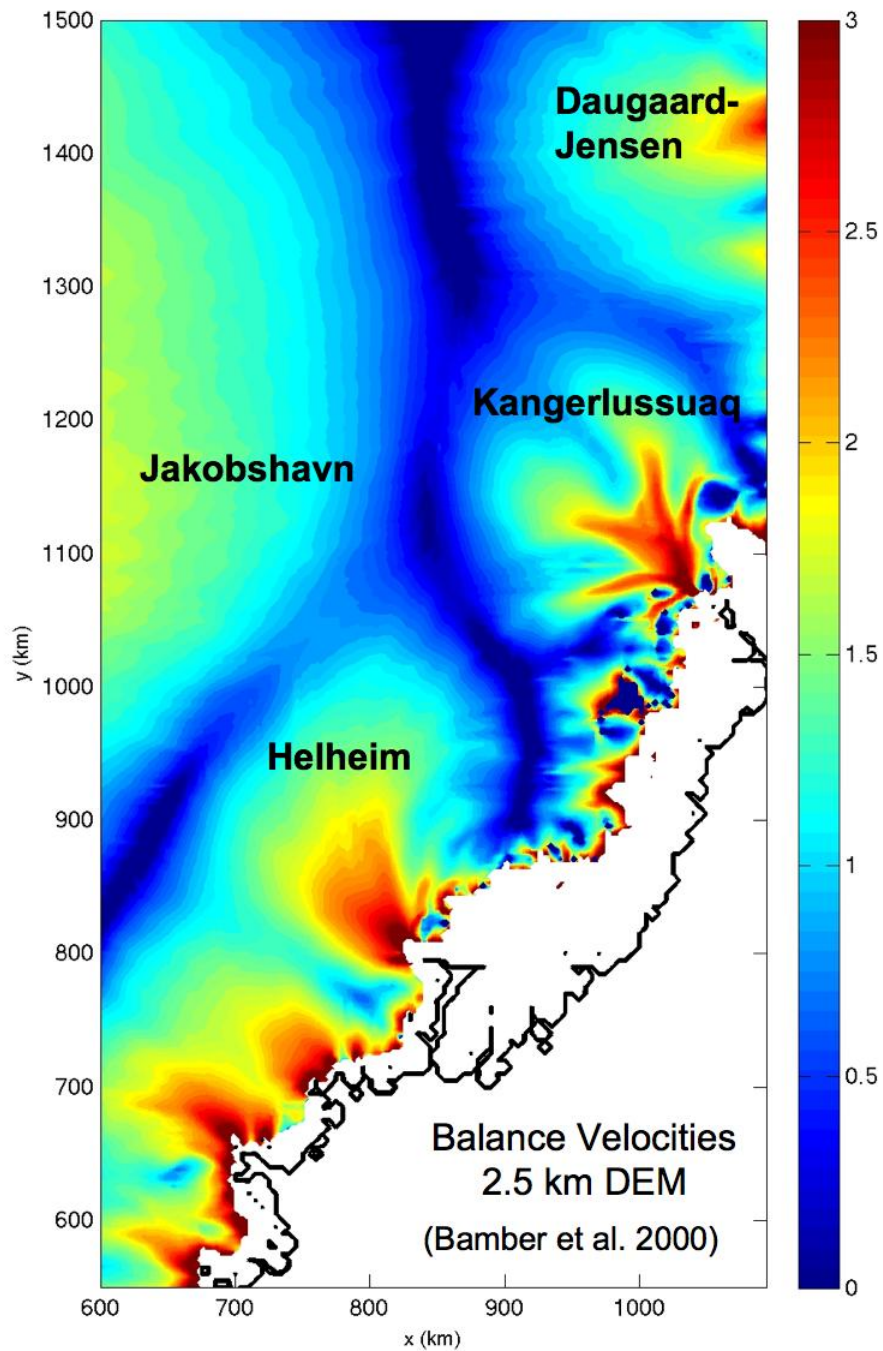 1500
1400
1300
1200
1100
1000
900
800
700
600
y (km)
600 700 800 900 1000
x (km)
Daugaard-
Jensen
Kangerlussuaq
Jakobshavn
Helheim
Balance Velocities
2.5 km DEM
(Bamber et al. 2000)
3
2.5
2
1.5
1
0.5
0